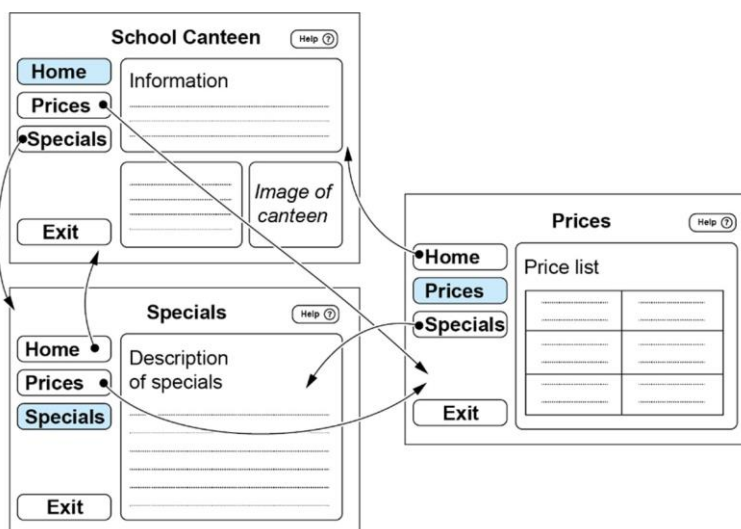 School Canteen
Help ?
Home
Prices
Specials
Exit
Information
Image of
canteen
Specials
Help ?
Home
Prices
Specials
Exit
Description
of specials
Prices
Help ?
Home
Prices
Specials
Exit
Price list